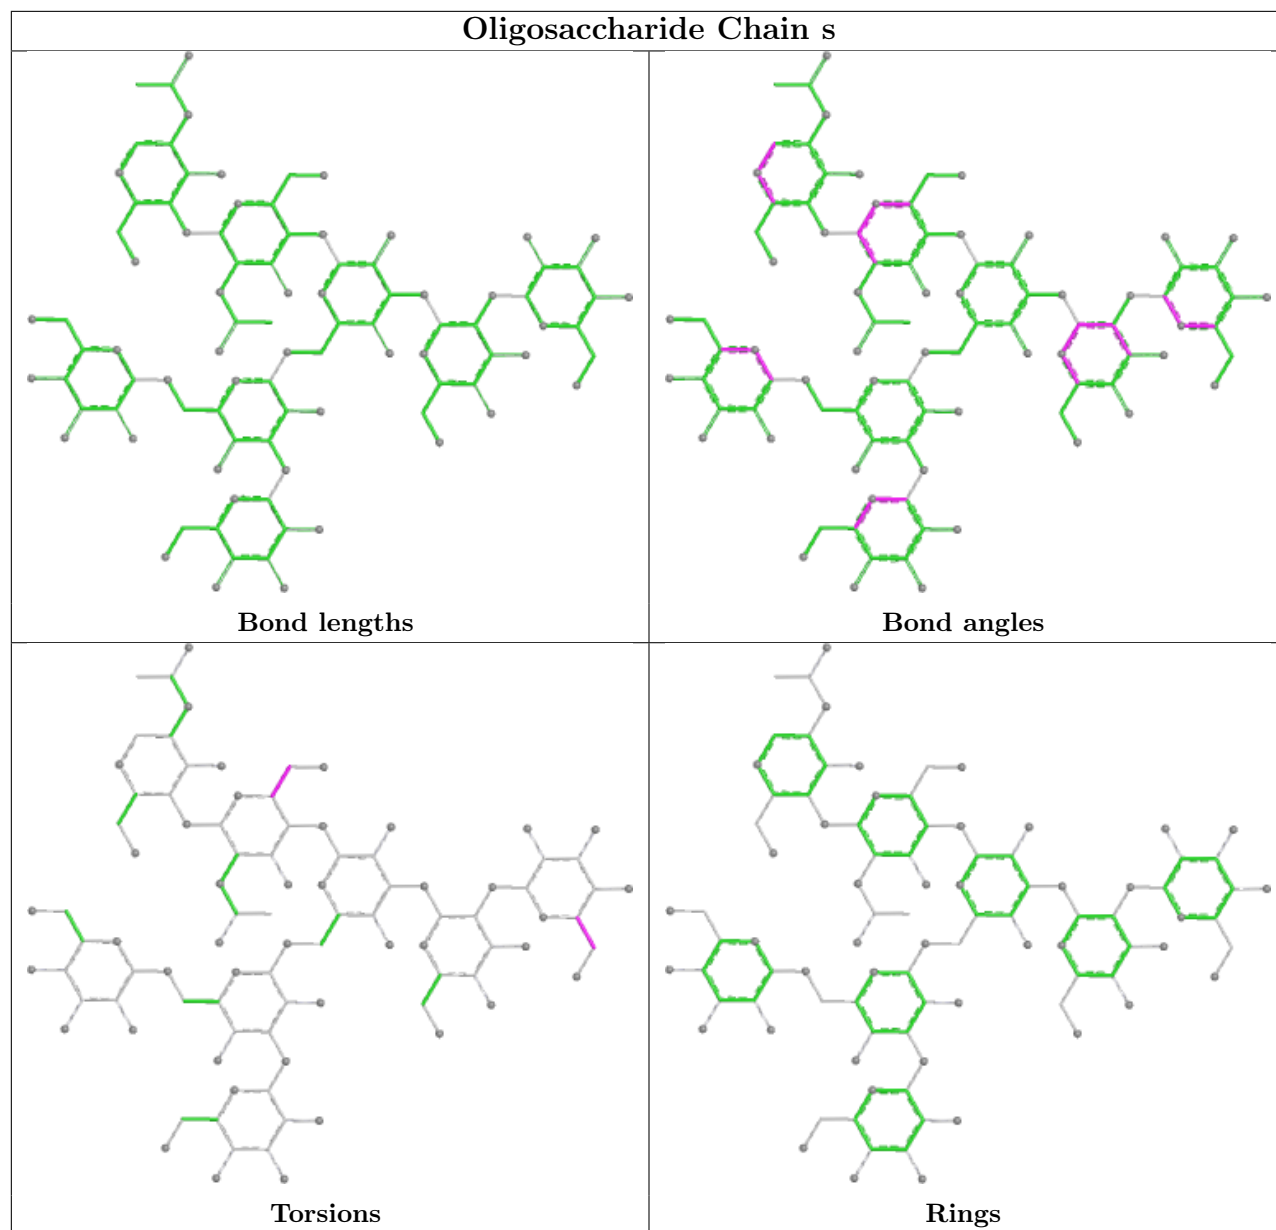 Oligosaccharide Chain s
Bond lengths
Bond angles
Torsions
Rings